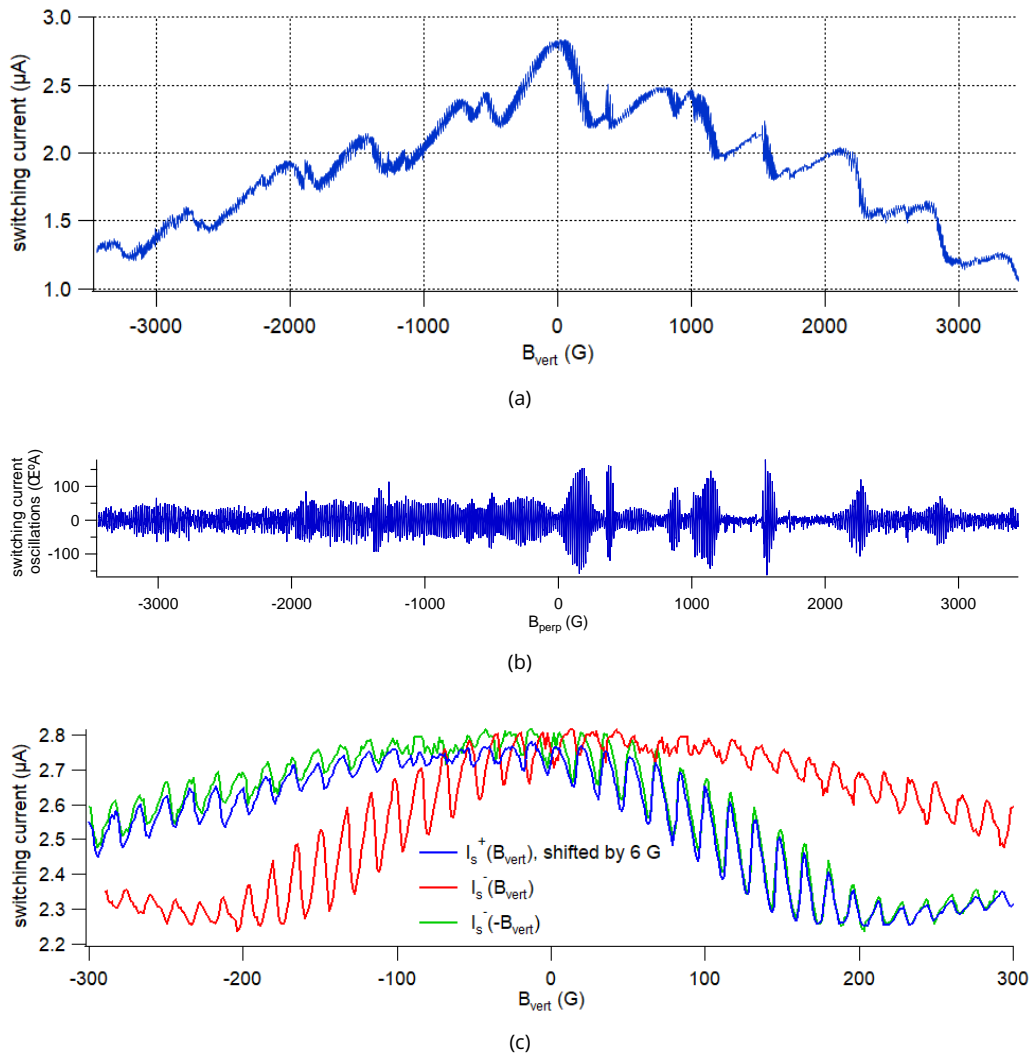 3.0
2.5
2.0
1.5
1.0
switching current (µA)
-3000 -2000 -1000 0 1000 2000 3000
B_vert (G)
(a)
switching current
oscillations (ŒºA)
100
0
-100
-3000 -2000 -1000 0 1000 2000 3000
B_perp (G)
(b)
switching current (µA)
2.8
2.7
2.6
2.5
2.4
2.3
2.2
I_s^+(B_vert), shifted by 6 G
I_s^-(B_vert)
I_s^-(-B_vert)
-300 -200 -100 0 100 200 300
B_vert (G)
(c)